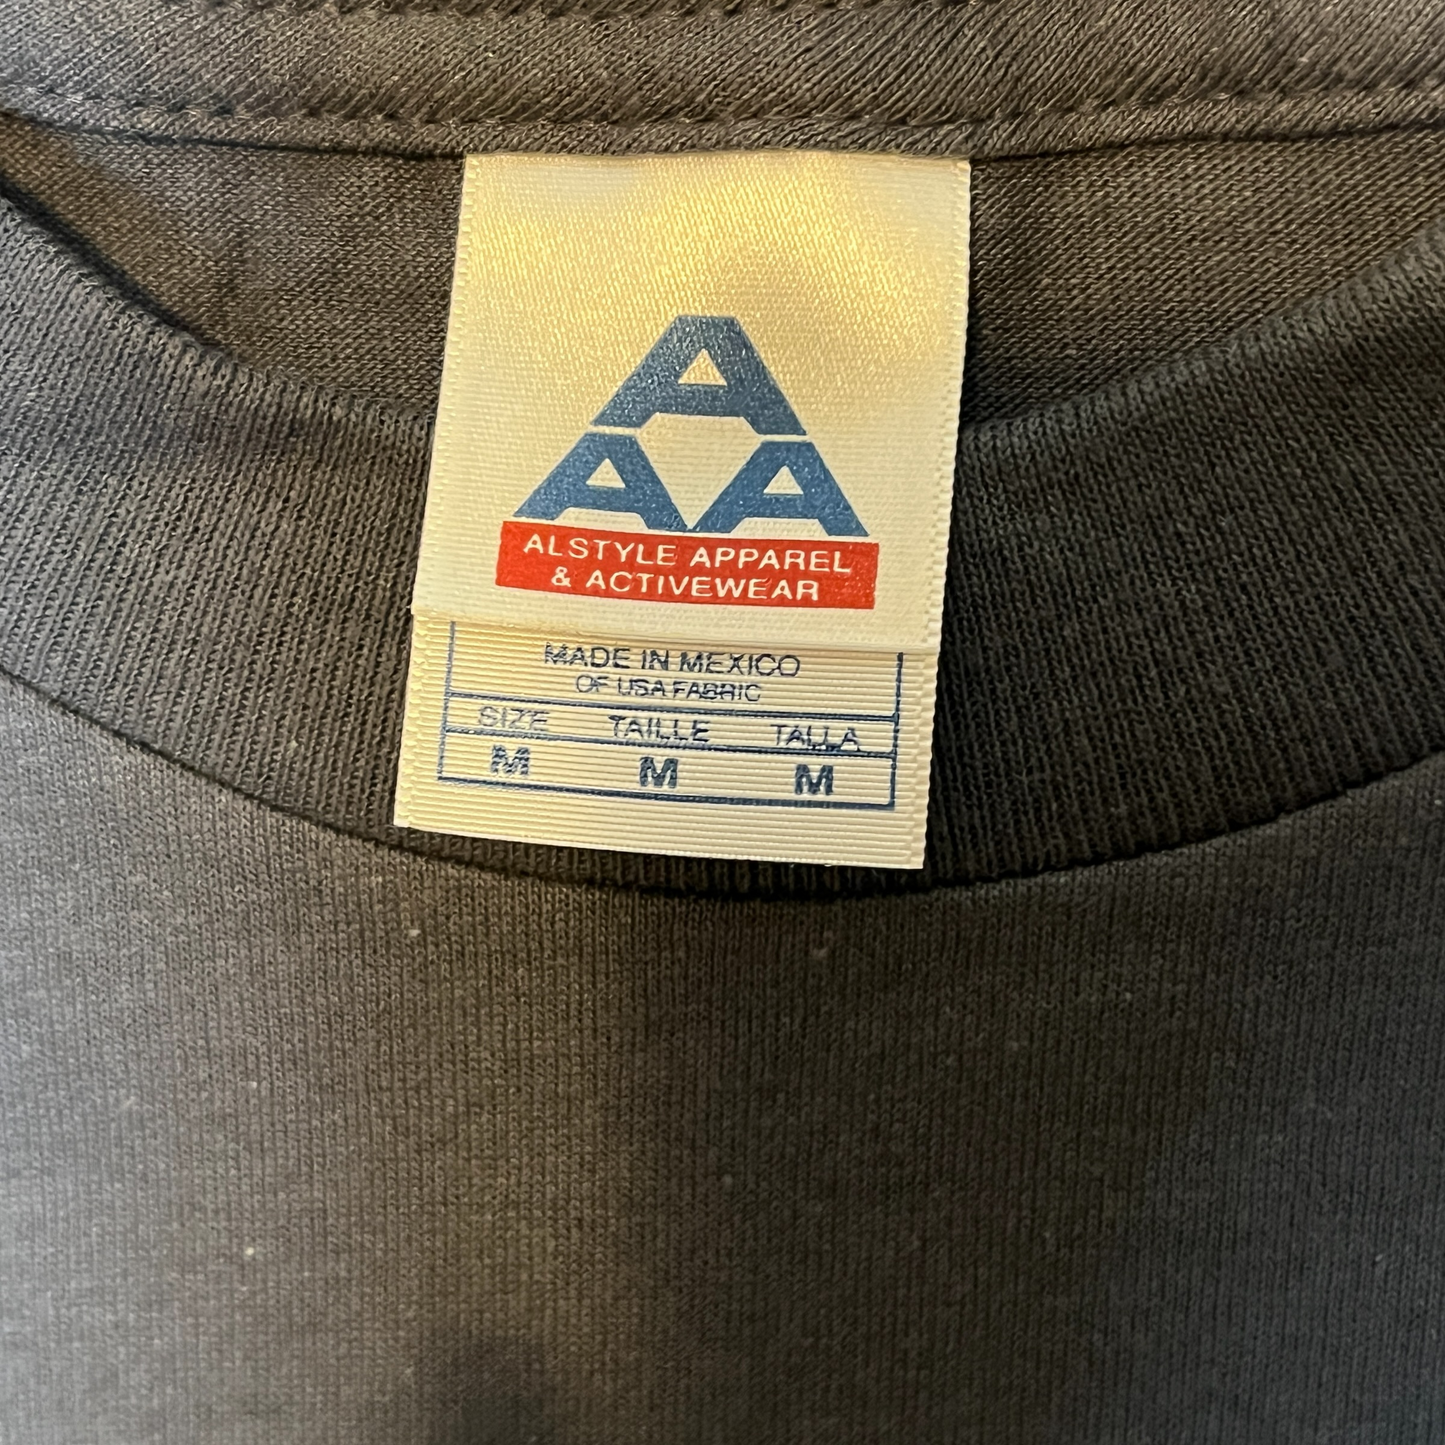 A
A A
ALSTYLE APPAREL
& ACTIVEWEAR
MADE IN MEXICO
OF USA FABRIC
SIZE TAILLE TALLA
M M M